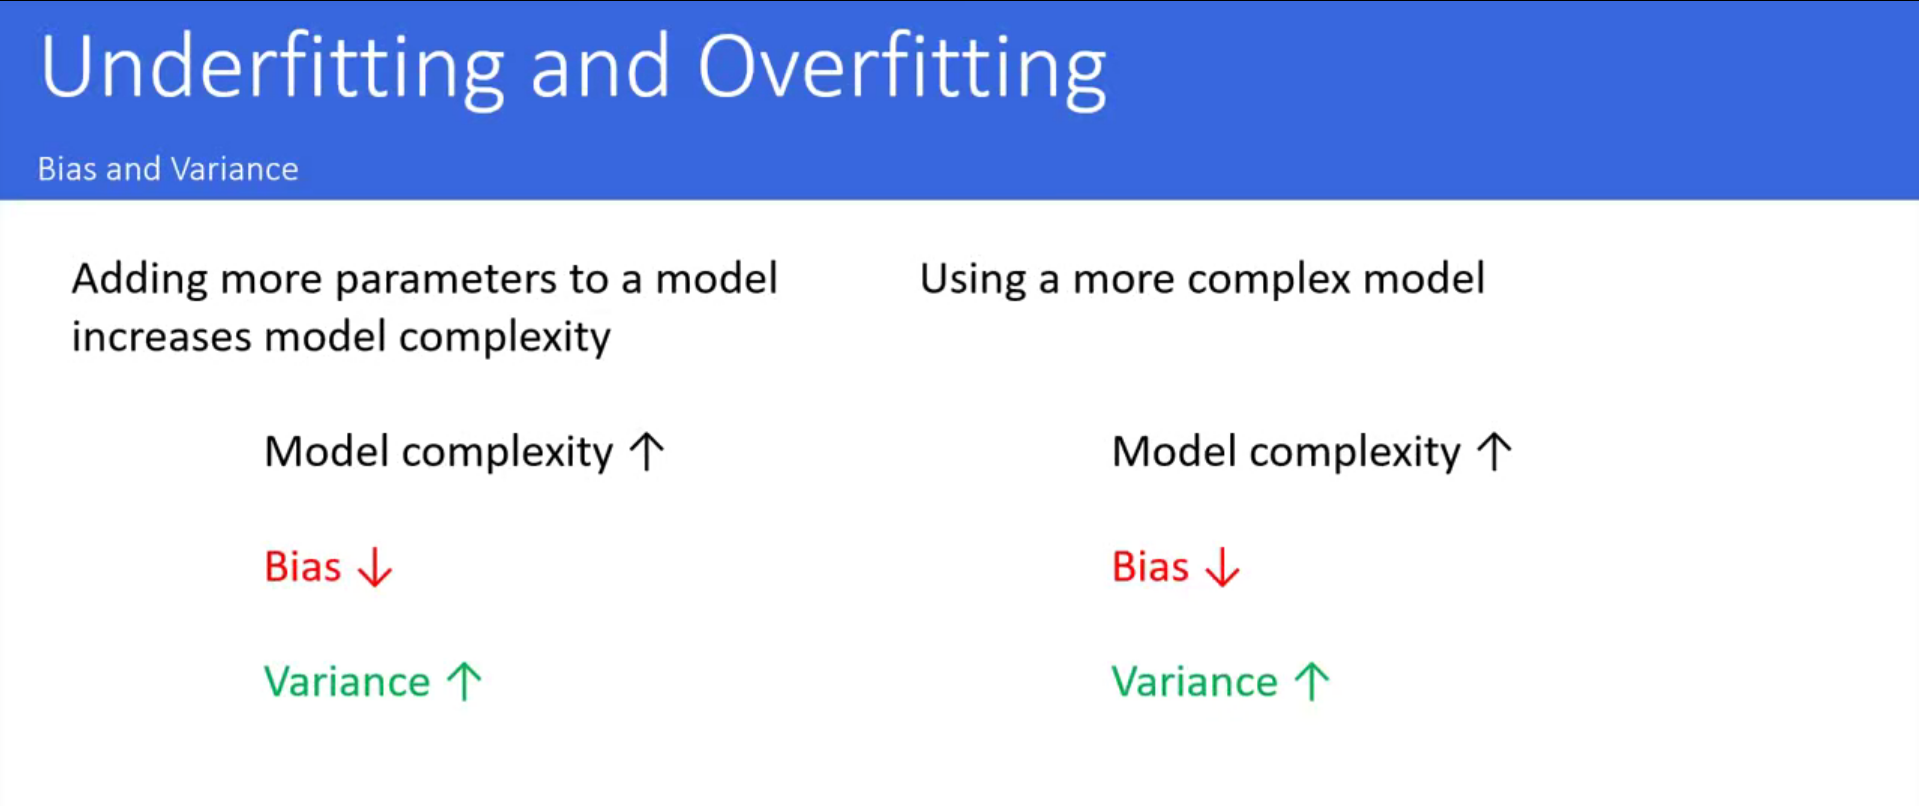 Underfitting and Overfitting
Bias and Variance
Adding more parameters to a model
increases model complexity
Model complexity ↑
Bias ↓
Variance ↑
Using a more complex model
Model complexity ↑
Bias ↓
Variance ↑